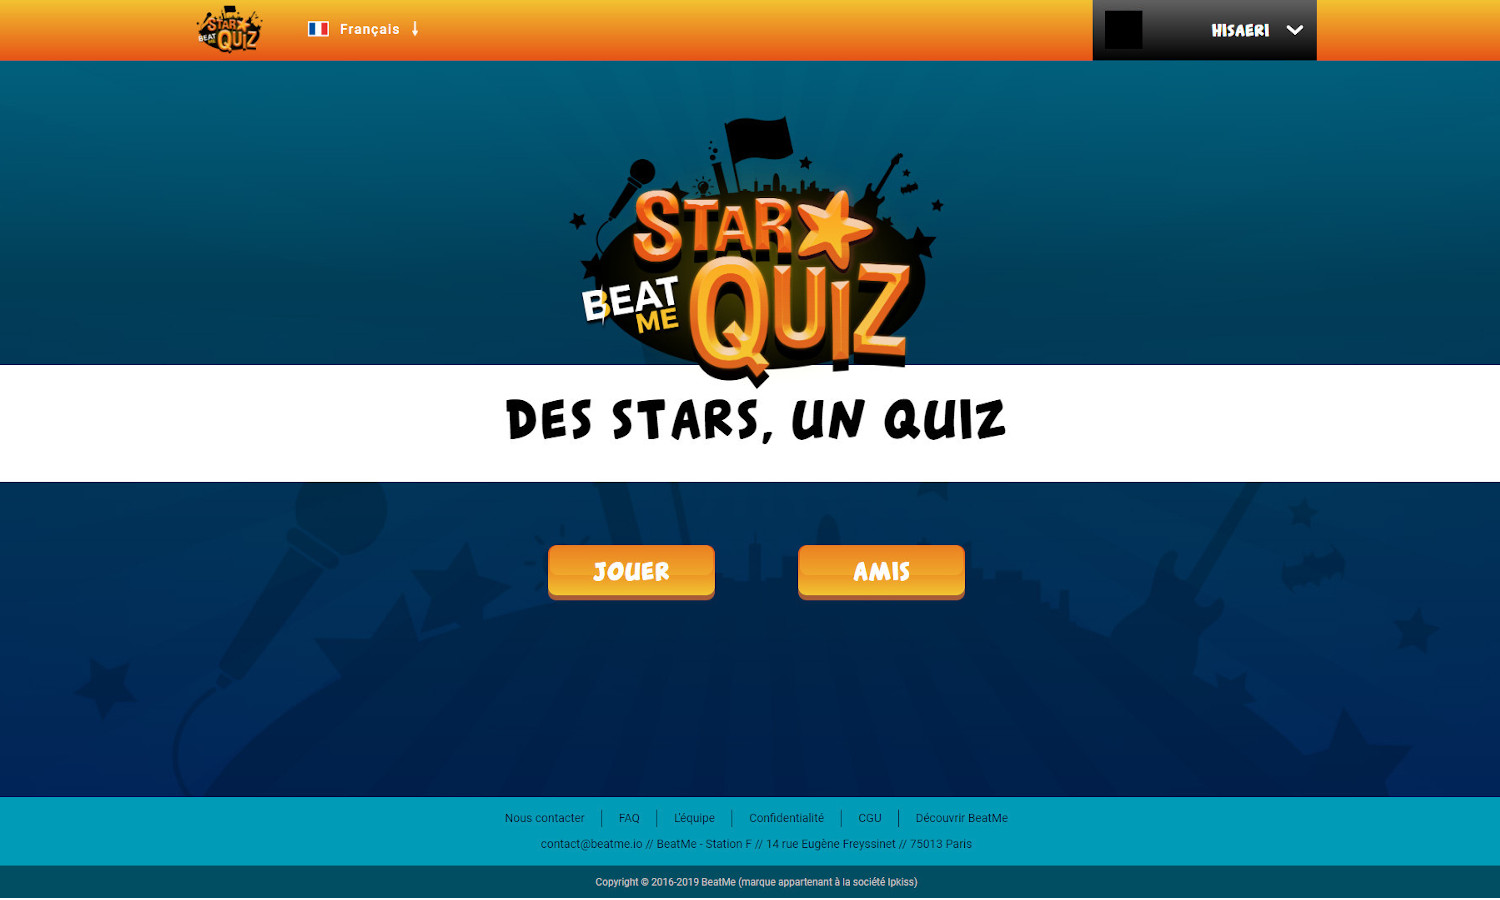 STAR
BEAT
ME
QUIZ
Français
HISAERI
STAR
BEAT
ME
QUIZ
DES STARS, UN QUIZ
JOUER
AMIS
Nous contacter
FAQ
L'équipe
Confidentialité
CGU
Découvrir BeatMe
contact@beatme.io // BeatMe - Station F // 14 rue Eugène Freyssinet // 75013 Paris
Copyright © 2016-2019 BeatMe (marque appartenant à la société Ipkiss)